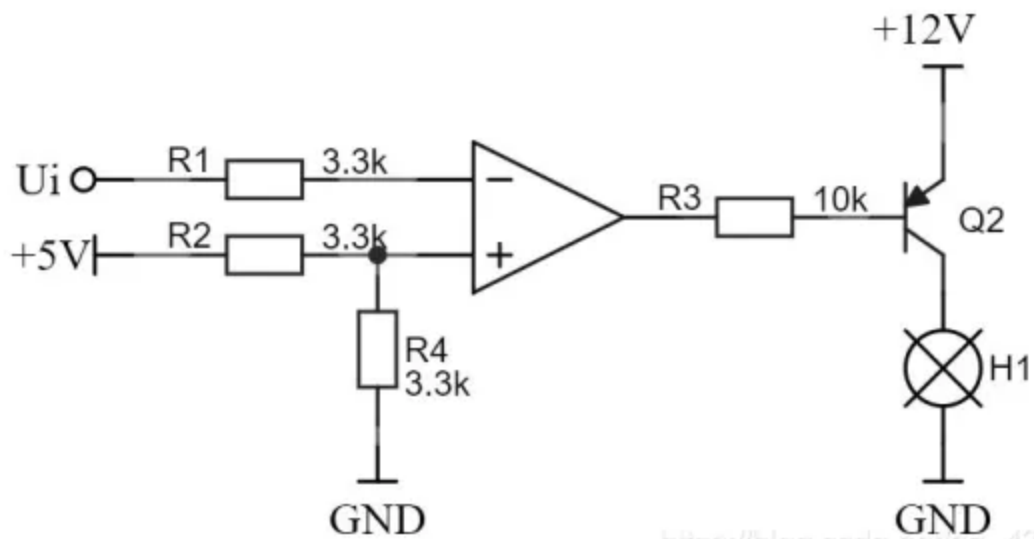 +12V
Ui
R1
3.3k
−
R3
10k
Q2
+5V
R2
3.3k
+
R4
3.3k
H1
GND
GND